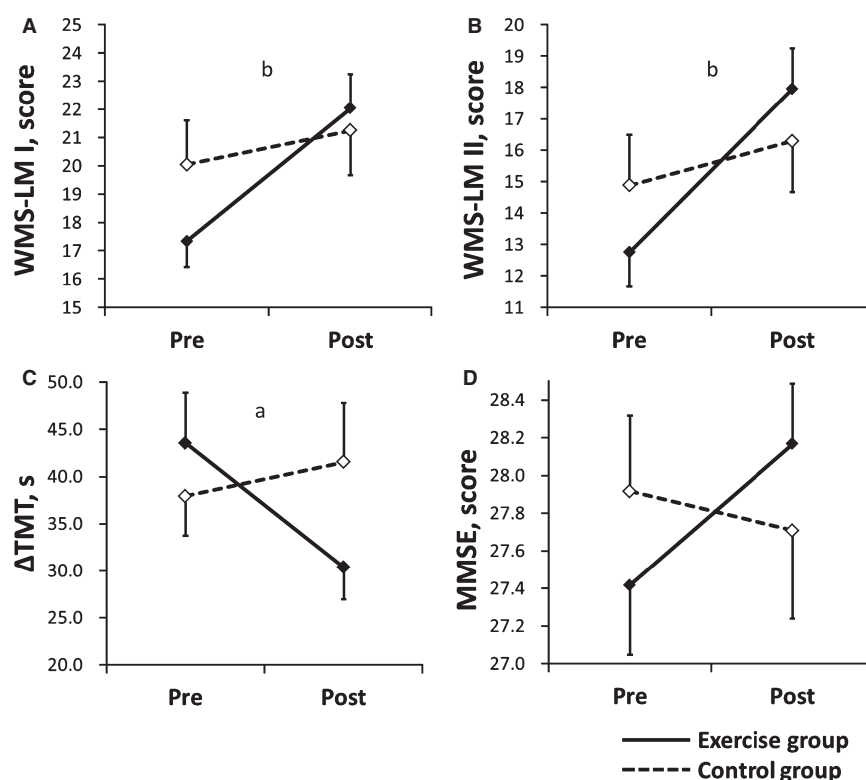 A
WMS-LM I, score
25
24
23
22
21
20
19
18
17
16
15
b
Pre Post
B
WMS-LM II, score
20
19
18
17
16
15
14
13
12
11
b
Pre Post
C
ΔTMT, s
50.0
45.0
40.0
35.0
30.0
25.0
20.0
a
Pre Post
D
MMSE, score
28.4
28.2
28.0
27.8
27.6
27.4
27.2
27.0
Pre Post
Exercise group
Control group